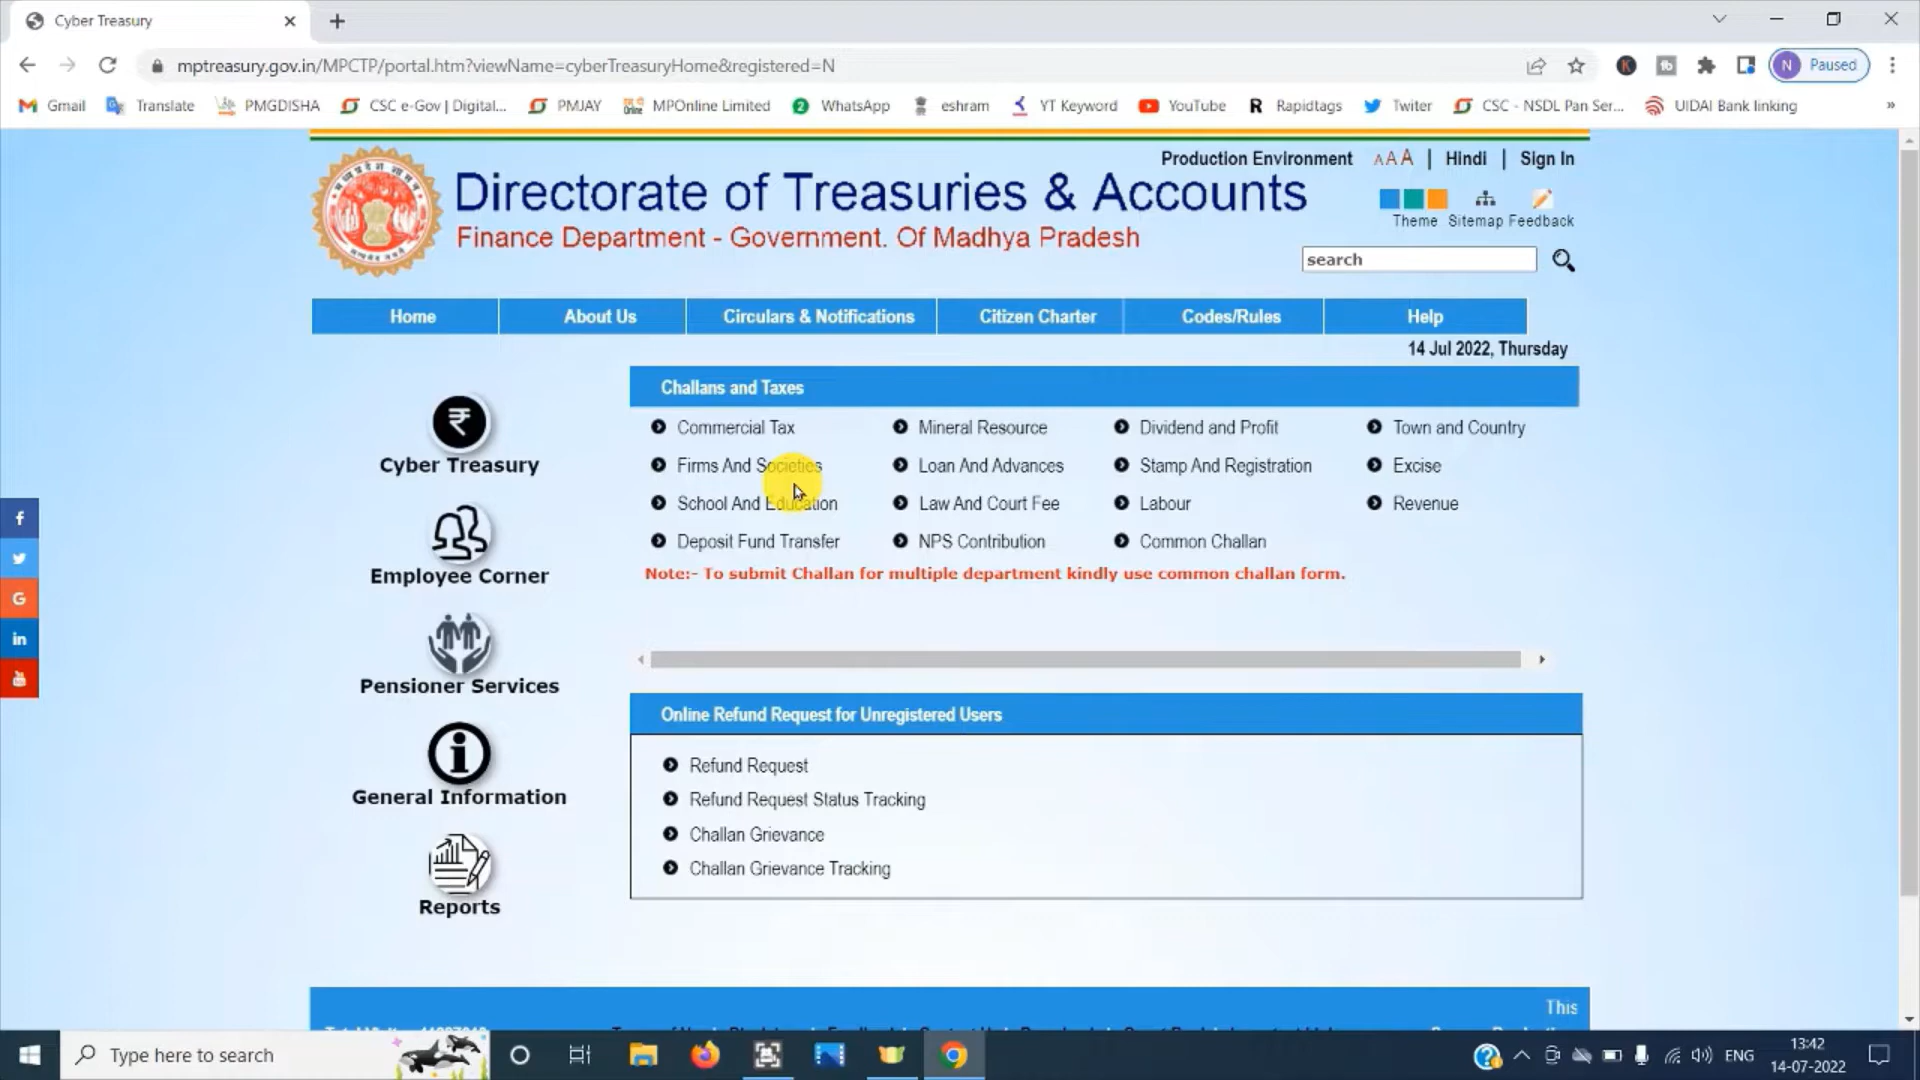 Cyber Treasury
mptreasury.gov.in/MPCTP/portal.htm?viewName=cyberTreasuryHome&registered=N
N Paused
Gmail Translate PMGDISHA CSC e-Gov | Digital... PMJAY MPOnline Limited WhatsApp eshram YT Keyword YouTube Rapidtags Twiter CSC - NSDL Pan Ser... UIDAI Bank linking »
Production Environment A A A | Hindi | Sign In
Directorate of Treasuries & Accounts
Theme Sitemap Feedback
Finance Department - Government. Of Madhya Pradesh
search
Home About Us Circulars & Notifications Citizen Charter Codes/Rules Help
14 Jul 2022, Thursday
Challans and Taxes
Commercial Tax Mineral Resource Dividend and Profit Town and Country
Firms And Societies Loan And Advances Stamp And Registration Excise
School And Education Law And Court Fee Labour Revenue
Deposit Fund Transfer NPS Contribution Common Challan
Note:- To submit Challan for multiple department kindly use common challan form.
Cyber Treasury
Employee Corner
Pensioner Services
General Information
Reports
Online Refund Request for Unregistered Users
Refund Request
Refund Request Status Tracking
Challan Grievance
Challan Grievance Tracking
This
Type here to search
ENG
13:42
14-07-2022